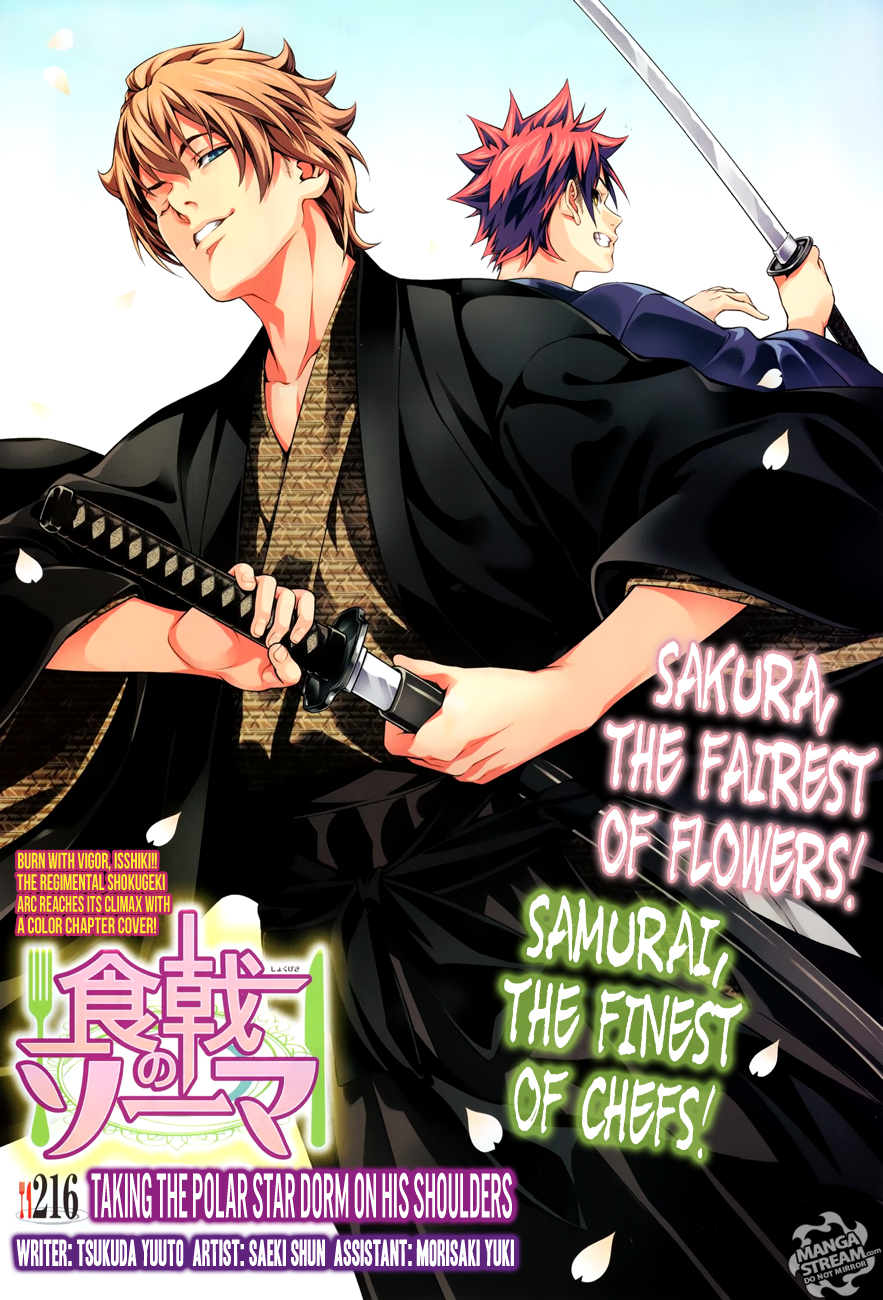 SAKURA,
THE FAIREST
OF FLOWERS!
SAMURAI,
THE FINEST
OF CHEFS!
BURN WITH VIGOR, ISSHIKI!!
THE REGIMENTAL SHOKUGEKI
ARC REACHES ITS CLIMAX WITH
A COLOR CHAPTER COVER!
しょくげき
食戟の
ソーマ
216 TAKING THE POLAR STAR DORM ON HIS SHOULDERS
WRITER: TSUKUDA YUUTO ARTIST: SAEKI SHUN ASSISTANT: MORISAKI YUKI
MANGA
STREAM.com
DO NOT MIRROR